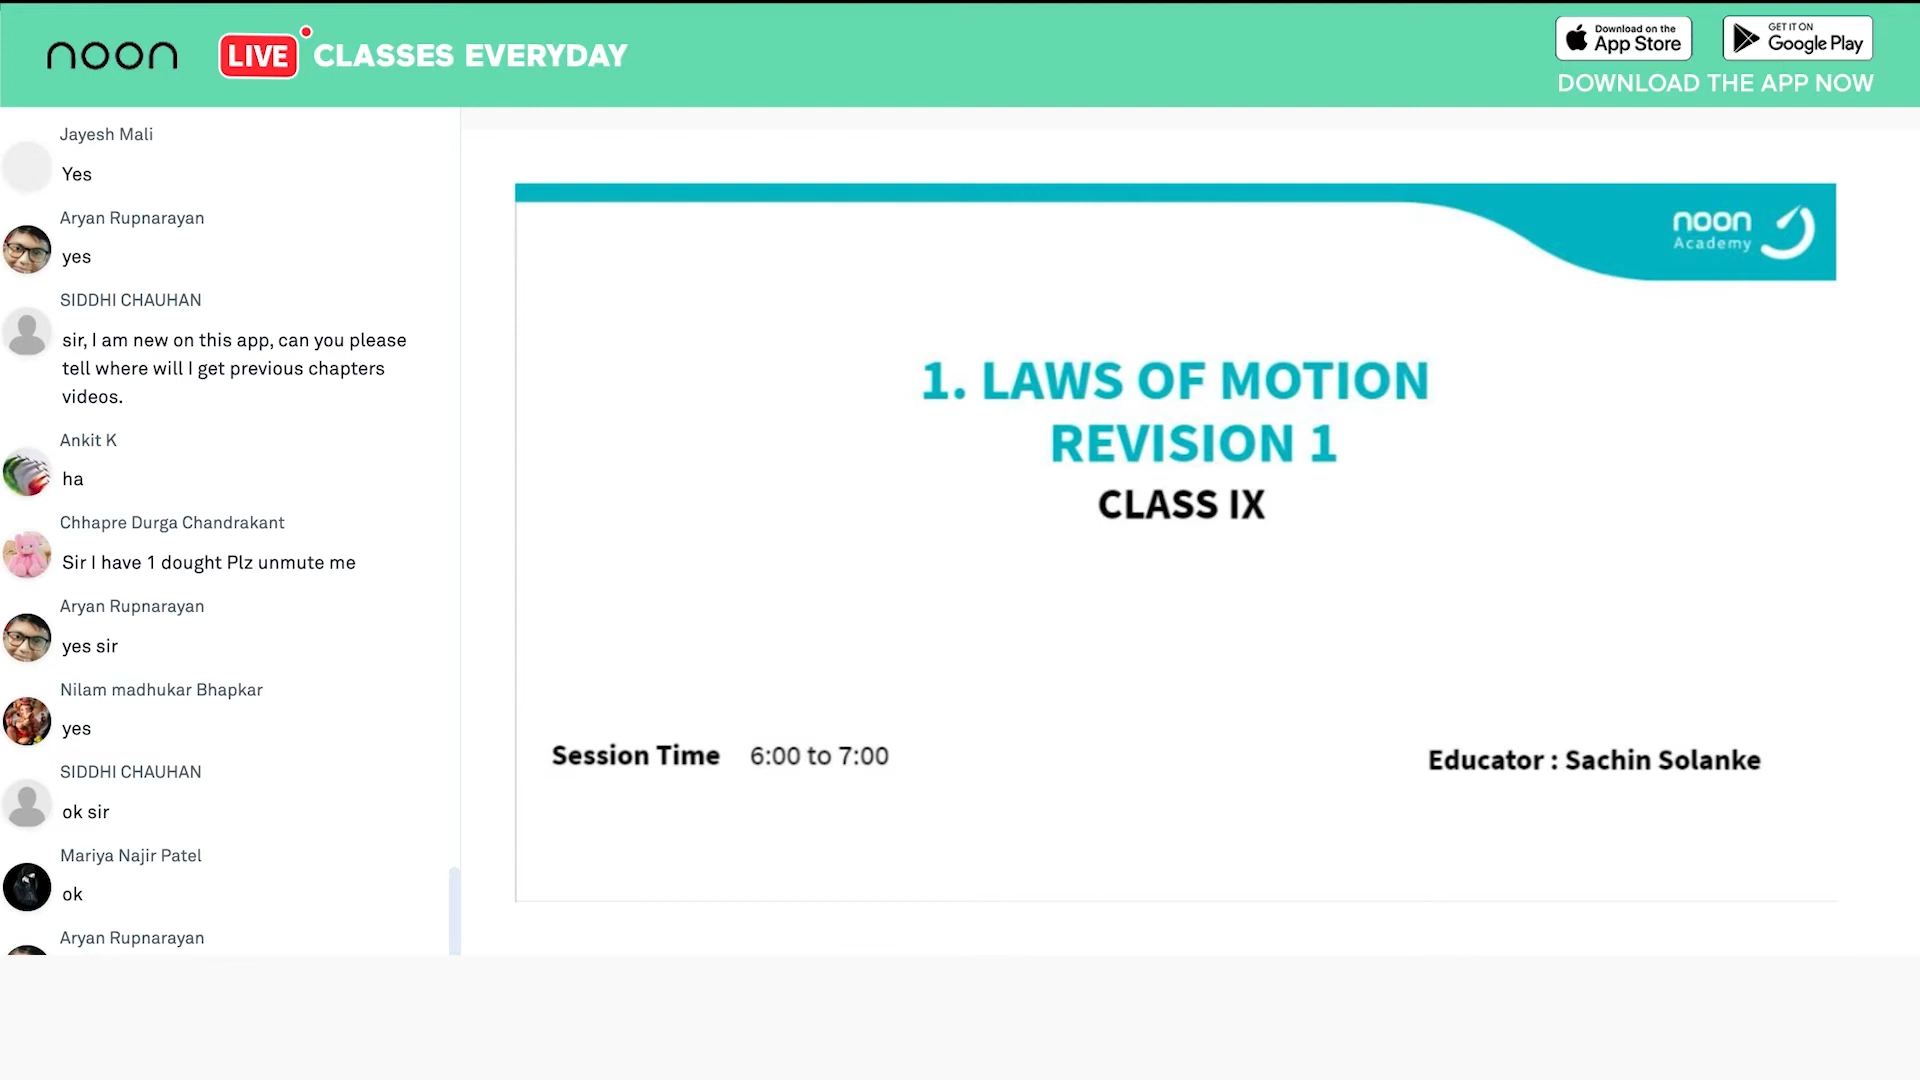 noon LIVE CLASSES EVERYDAY
Download on the
App Store
GET IT ON
Google Play
DOWNLOAD THE APP NOW
Jayesh Mali
Yes
Aryan Rupnarayan
yes
SIDDHI CHAUHAN
sir, I am new on this app, can you please
tell where will I get previous chapters
videos.
Ankit K
ha
Chhapre Durga Chandrakant
Sir I have 1 dought Plz unmute me
Aryan Rupnarayan
yes sir
Nilam madhukar Bhapkar
yes
SIDDHI CHAUHAN
ok sir
Mariya Najir Patel
ok
Aryan Rupnarayan
noon
Academy
1. LAWS OF MOTION
REVISION 1
CLASS IX
Session Time 6:00 to 7:00
Educator : Sachin Solanke